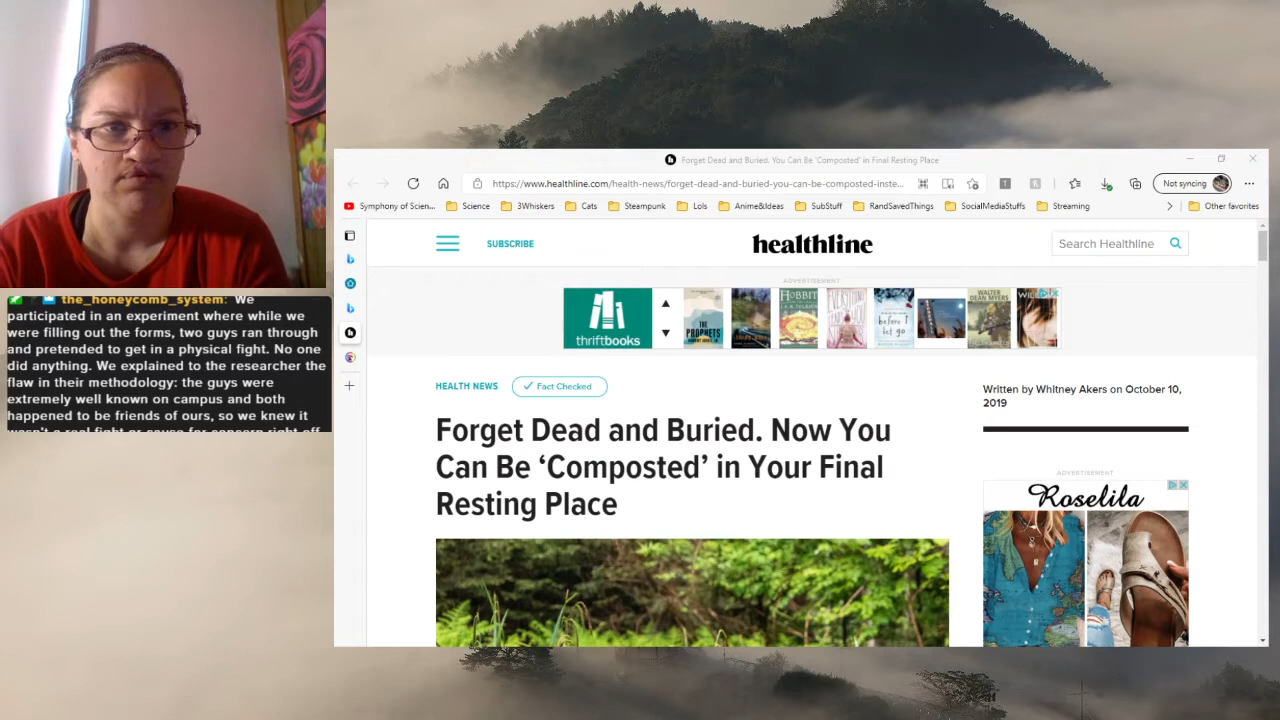 the_honeycomb_system: We
participated in an experiment where while we
were filling out the forms, two guys ran through
and pretended to get in a physical fight. No one
did anything. We explained to the researcher the
flaw in their methodology: the guys were
extremely well known on campus and both
happened to be friends of ours, so we knew it
Forget Dead and Buried. You Can Be 'Composted' in Final Resting Place
https://www.healthline.com/health-news/forget-dead-and-buried-you-can-be-composted-inste...
Not syncing
Symphony of Scien... Science 3Whiskers Cats Steampunk Lols Anime&Ideas SubStuff RandSavedThings SocialMediaStuffs Streaming Other favorites
SUBSCRIBE
healthline
Search Healthline
ADVERTISEMENT
thriftbooks
THE PROPHETS
HOBBIT
before i let go
WALTER DEAN MYERS
HEALTH NEWS
Fact Checked
Written by Whitney Akers on October 10,
2019
Forget Dead and Buried. Now You
Can Be ‘Composted’ in Your Final
Resting Place
ADVERTISEMENT
Roselila